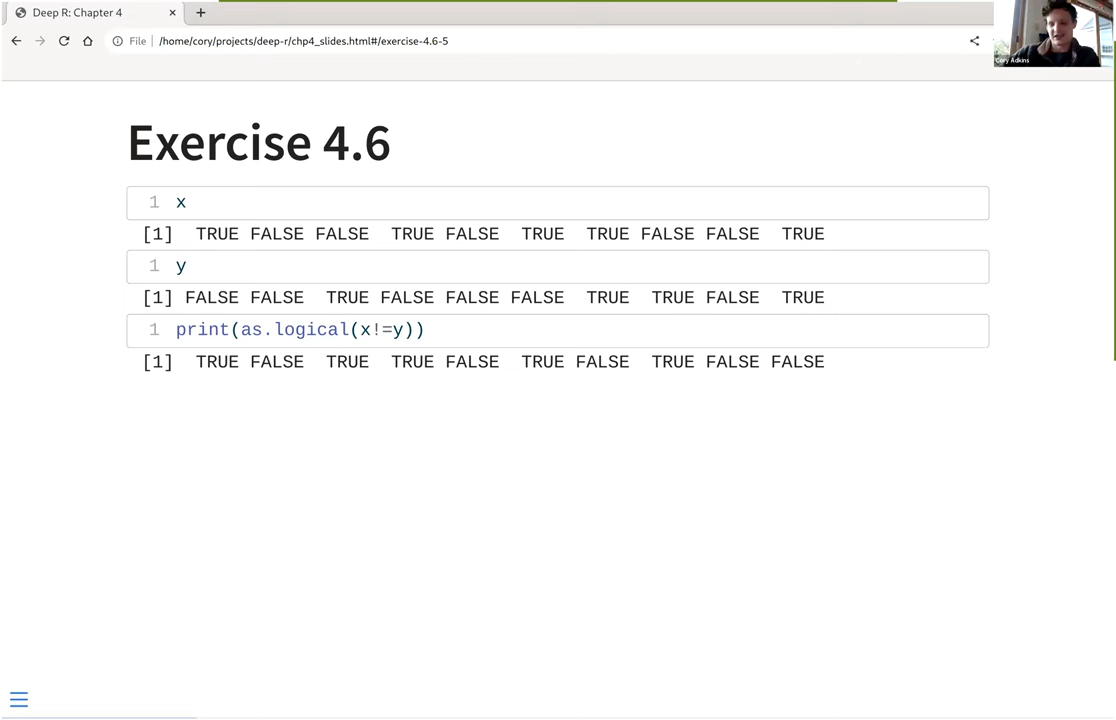 Deep R: Chapter 4
File /home/cory/projects/deep-r/chp4_slides.html#/exercise-4.6-5
Cory Adkins
Exercise 4.6
1 x
[1] TRUE FALSE FALSE TRUE FALSE TRUE TRUE FALSE FALSE TRUE
1 y
[1] FALSE FALSE TRUE FALSE FALSE FALSE TRUE TRUE FALSE TRUE
1 print(as.logical(x!=y))
[1] TRUE FALSE TRUE TRUE FALSE TRUE FALSE TRUE FALSE FALSE